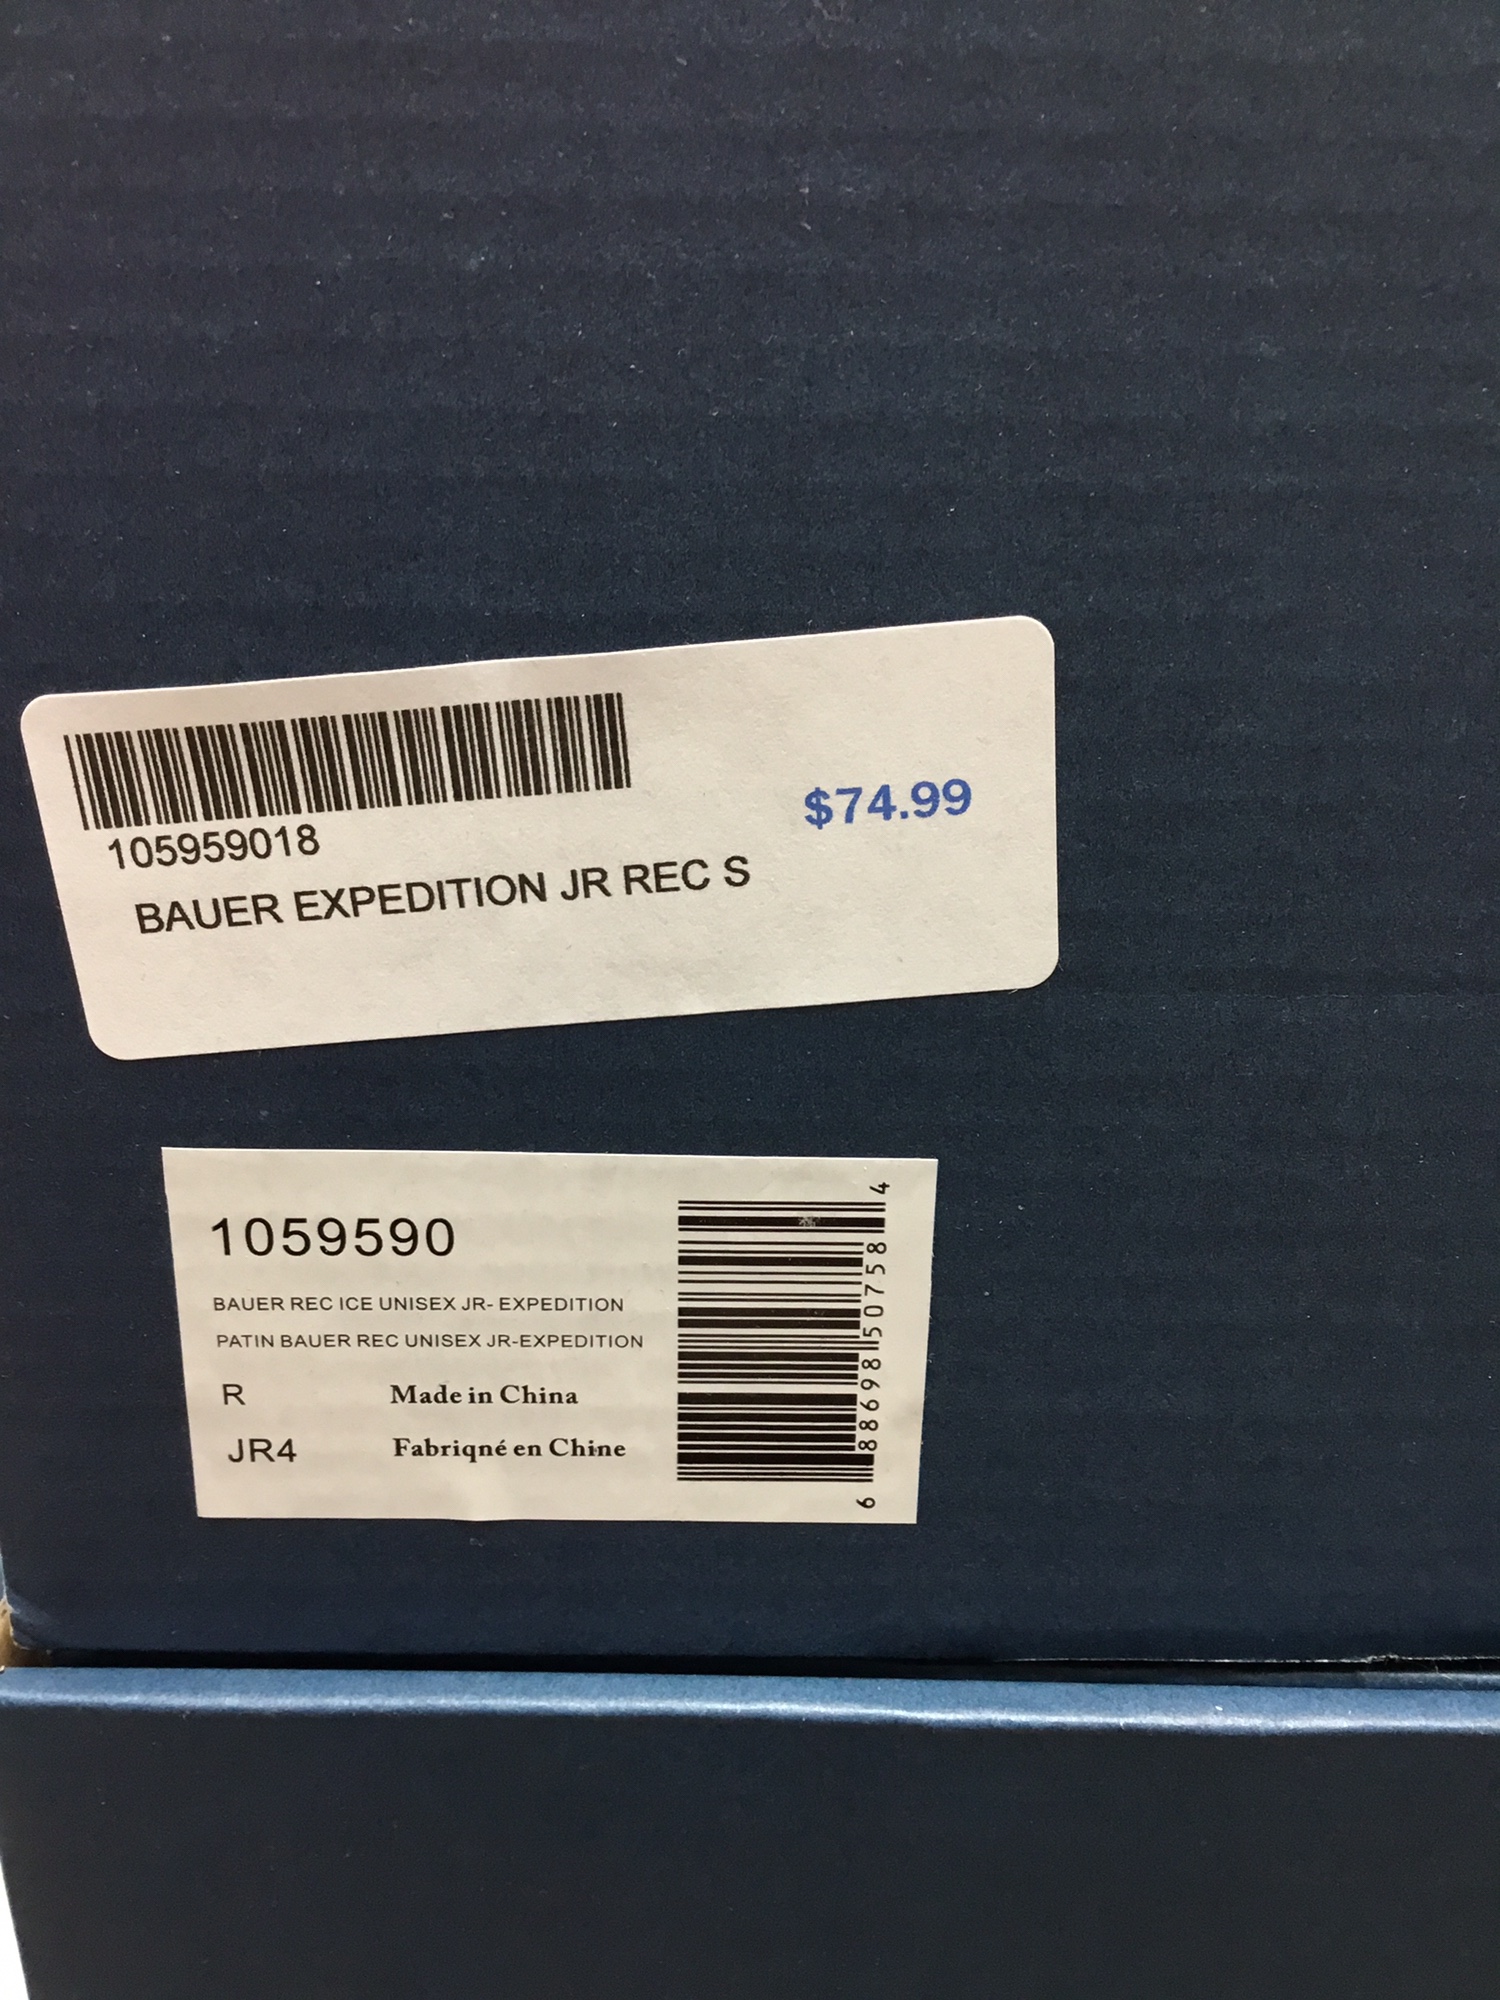 105959018
$74.99
BAUER EXPEDITION JR REC S
1059590
BAUER REC ICE UNISEX JR- EXPEDITION
PATIN BAUER REC UNISEX JR-EXPEDITION
R Made in China
JR4 Fabriqné en Chine
6 88698 50758 4